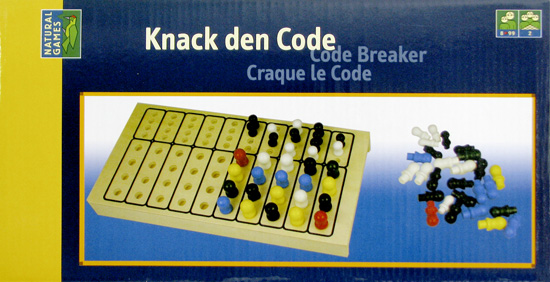 NATURAL
GAMES
Knack den Code
Code Breaker
Craque le Code
8 99
2